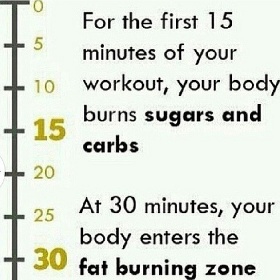 0
5
10
15
20
25
30
For the first 15
minutes of your
workout, your body
burns sugars and
carbs
At 30 minutes, your
body enters the
fat burning zone